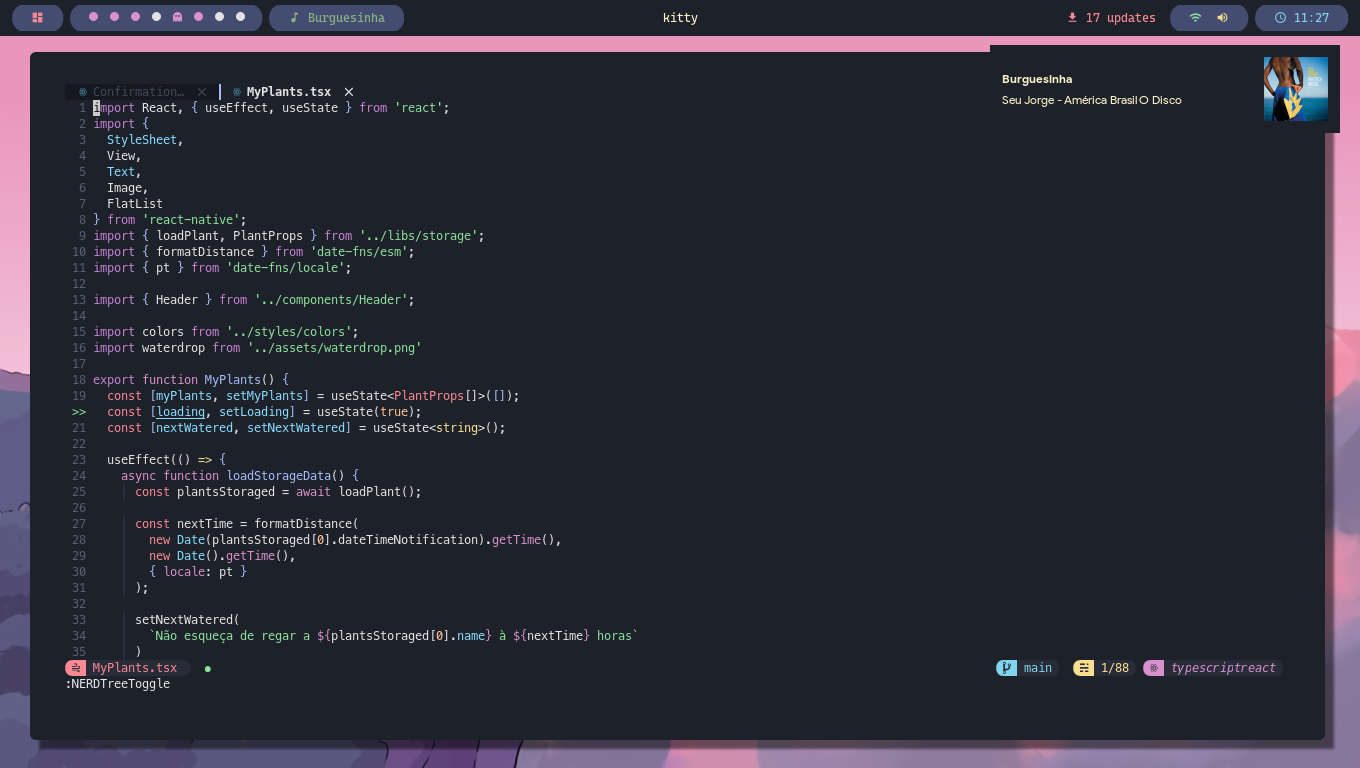 Burguesinha
kitty
17 updates
11:27
BurguesInha
Seu Jorge - América Brasil O Disco
Confirmation…
MyPlants.tsx
1 import React, { useEffect, useState } from 'react';
2 import {
3 StyleSheet,
4 View,
5 Text,
6 Image,
7 FlatList
8 } from 'react-native';
9 import { loadPlant, PlantProps } from '../libs/storage';
10 import { formatDistance } from 'date-fns/esm';
11 import { pt } from 'date-fns/locale';
12
13 import { Header } from '../components/Header';
14
15 import colors from '../styles/colors';
16 import waterdrop from '../assets/waterdrop.png'
17
18 export function MyPlants() {
19 const [myPlants, setMyPlants] = useState<PlantProps[]>([]);
>> const [loading, setLoading] = useState(true);
21 const [nextWatered, setNextWatered] = useState<string>();
22
23 useEffect(() => {
24 async function loadStorageData() {
25 const plantsStoraged = await loadPlant();
26
27 const nextTime = formatDistance(
28 new Date(plantsStoraged[0].dateTimeNotification).getTime(),
29 new Date().getTime(),
30 { locale: pt }
31 );
32
33 setNextWatered(
34 `Não esqueça de regar a ${plantsStoraged[0].name} à ${nextTime} horas`
35 )
MyPlants.tsx
main
1/88
typescriptreact
:NERDTreeToggle